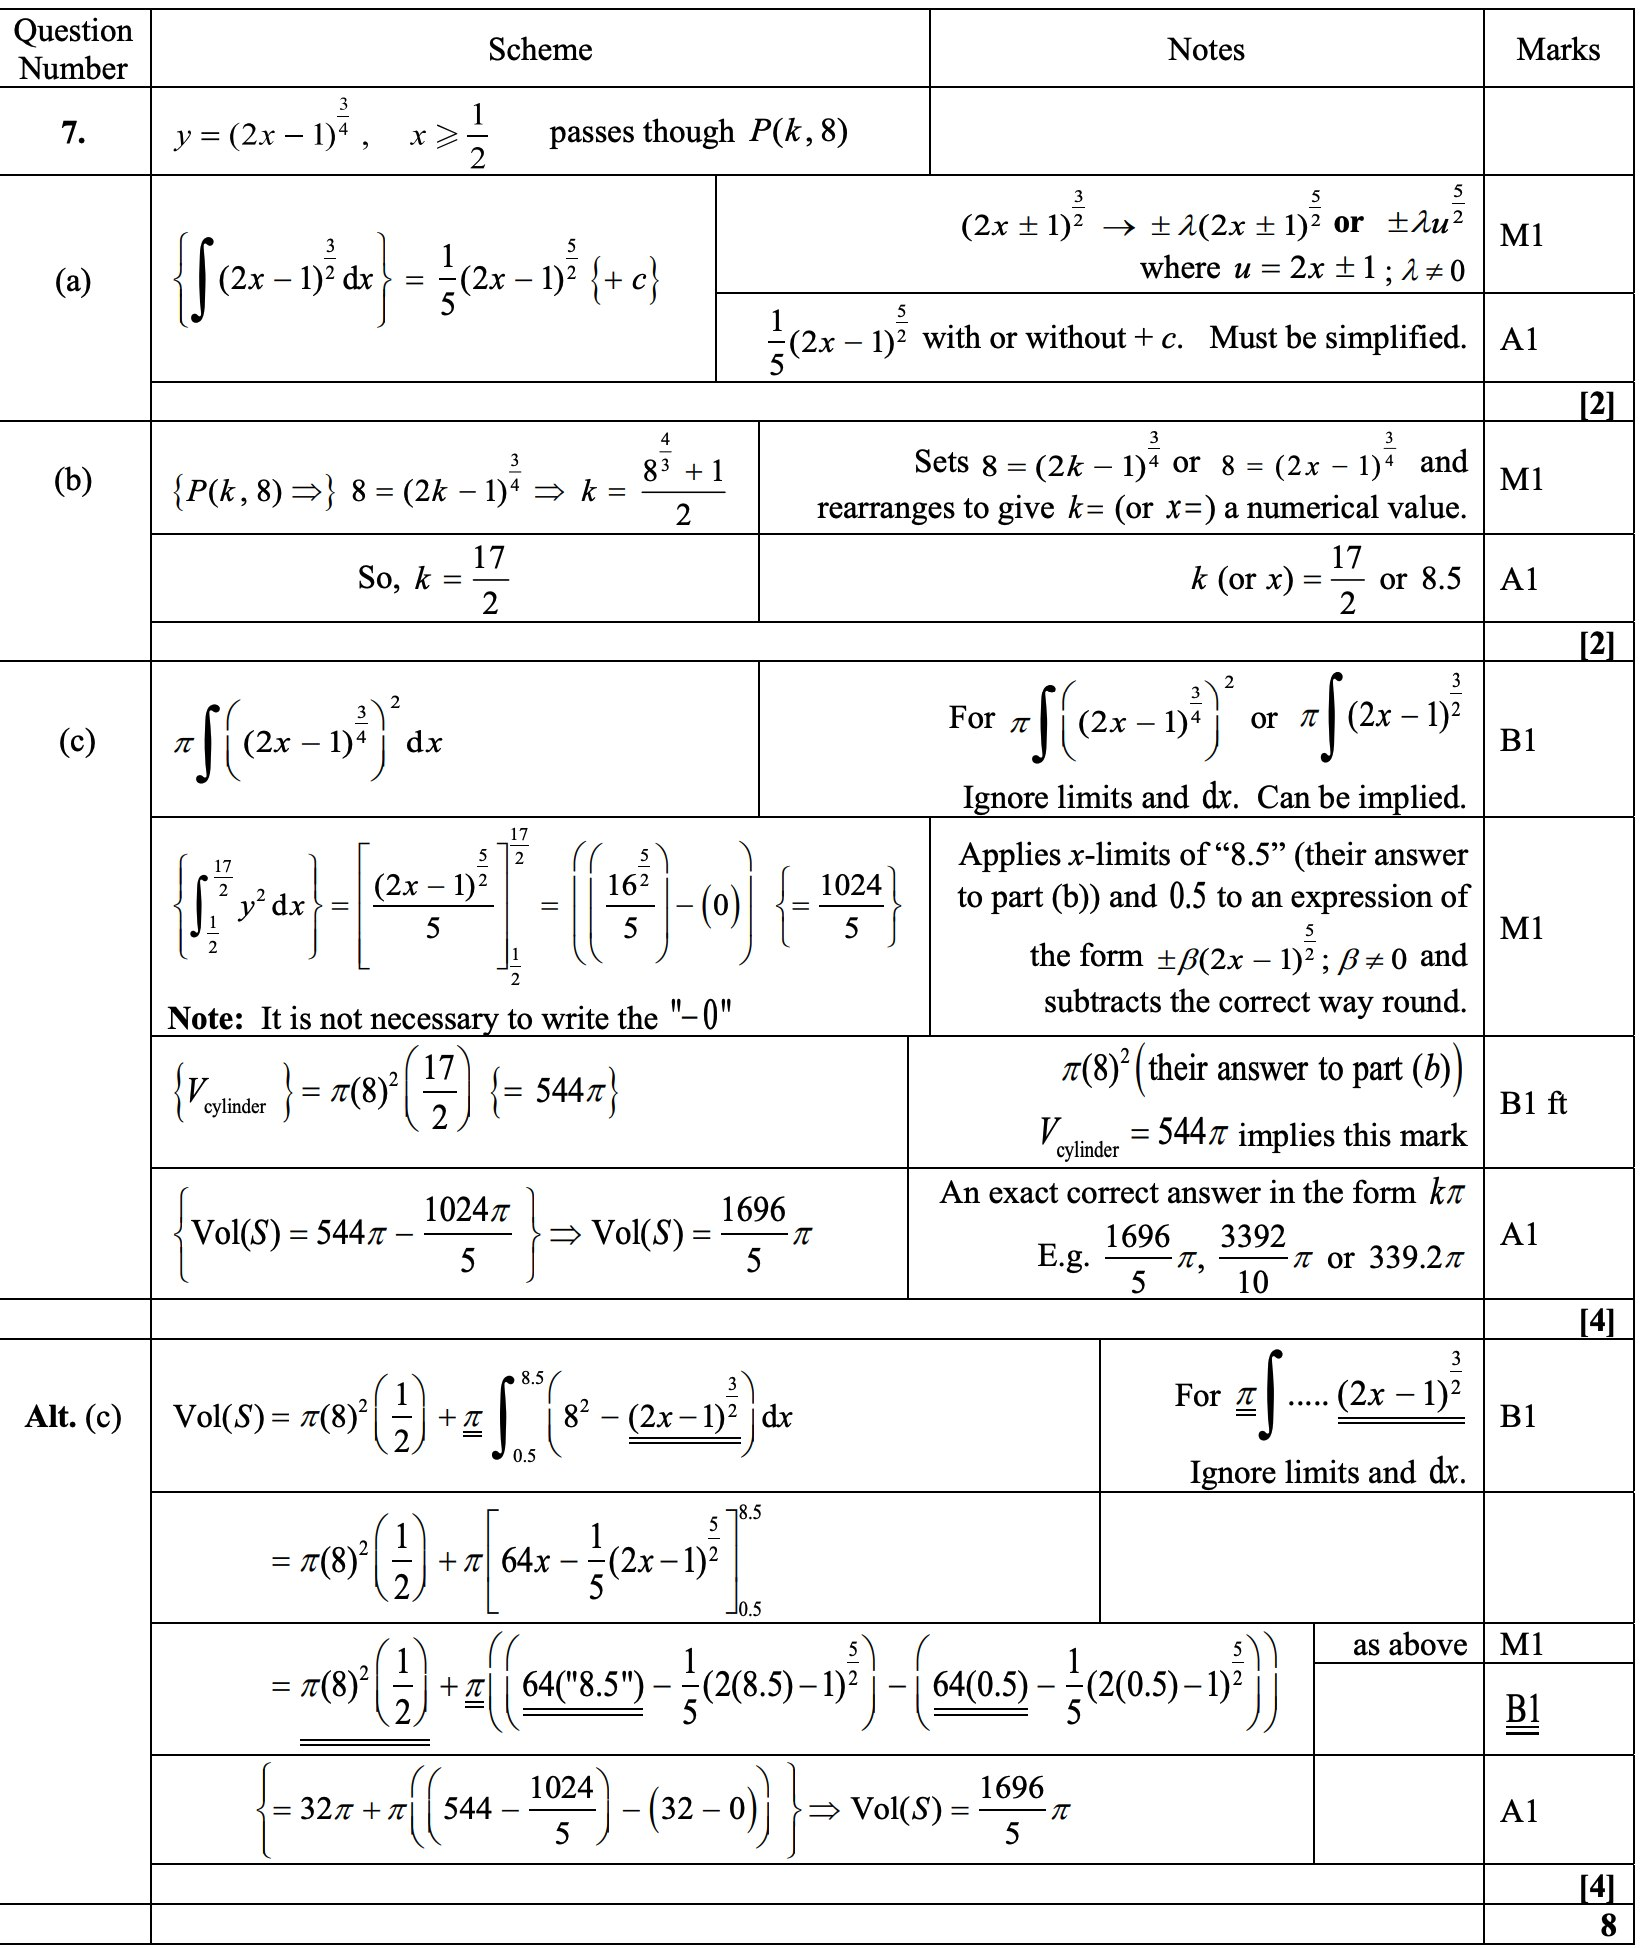 Question Number | Scheme | Notes | Marks
7. | y = (2x − 1)^(3/4), x ⩾ 1/2 passes though P(k, 8)
(a) | {∫(2x − 1)^(3/2) dx} = 1/5 (2x − 1)^(5/2) {+ c} | (2x ± 1)^(3/2) → ± λ(2x ± 1)^(5/2) or ± λu^(5/2)
where u = 2x ± 1; λ ≠ 0 | M1
1/5 (2x − 1)^(5/2) with or without + c. Must be simplified. | A1
[2]
(b) | {P(k, 8) ⇒} 8 = (2k − 1)^(3/4) ⇒ k = (8^(4/3) + 1)/2 | Sets 8 = (2k − 1)^(3/4) or 8 = (2x − 1)^(3/4) and
rearranges to give k= (or x=) a numerical value. | M1
So, k = 17/2 | k (or x) = 17/2 or 8.5 | A1
[2]
(c) | π∫((2x − 1)^(3/4))^2 dx | For π∫((2x − 1)^(3/4))^2 or π∫(2x − 1)^(3/2)
Ignore limits and dx. Can be implied. | B1
{∫_(1/2)^(17/2) y^2 dx} = [(2x − 1)^(5/2)/5]_(1/2)^(17/2) = ((16^(5/2)/5) − (0)) {= 1024/5}
Note: It is not necessary to write the "− 0"
Applies x-limits of “8.5” (their answer
to part (b)) and 0.5 to an expression of
the form ±β(2x − 1)^(5/2); β ≠ 0 and
subtracts the correct way round. | M1
{V_cylinder} = π(8)^2 (17/2) {= 544π} | π(8)^2 (their answer to part (b))
V_cylinder = 544π implies this mark | B1 ft
{Vol(S) = 544π − 1024π/5} ⇒ Vol(S) = 1696/5 π | An exact correct answer in the form kπ
E.g. 1696/5 π, 3392/10 π or 339.2π | A1
[4]
Alt. (c) | Vol(S) = π(8)^2 (1/2) + π ∫_0.5^8.5 (8^2 − (2x − 1)^(3/2)) dx | For π∫ ..... (2x − 1)^(3/2)
Ignore limits and dx. | B1
= π(8)^2 (1/2) + π[64x − 1/5 (2x − 1)^(5/2)]_0.5^8.5
= π(8)^2 (1/2) + π((64("8.5") − 1/5 (2(8.5) − 1)^(5/2)) − (64(0.5) − 1/5 (2(0.5) − 1)^(5/2))) | as above | M1
B1
{= 32π + π((544 − 1024/5) − (32 − 0))} ⇒ Vol(S) = 1696/5 π | A1
[4]
8